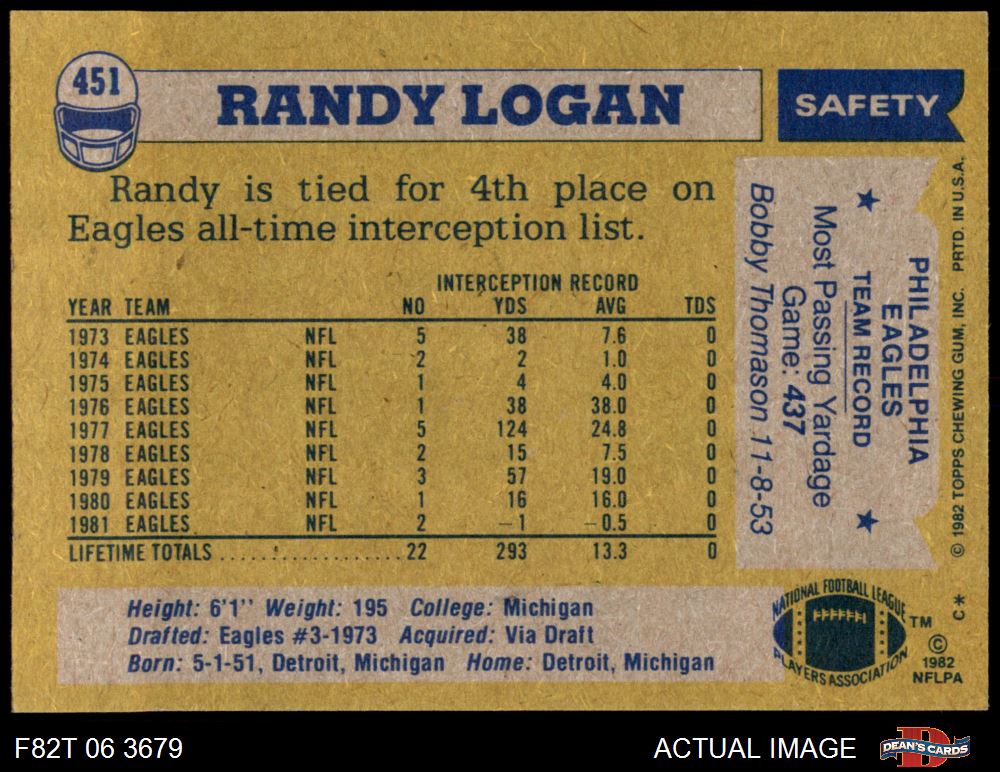 451
RANDY LOGAN
SAFETY
Randy is tied for 4th place on
Eagles all-time interception list.
INTERCEPTION RECORD
YEAR TEAM NO YDS AVG TDS
1973 EAGLES NFL 5 38 7.6 0
1974 EAGLES NFL 2 2 1.0 0
1975 EAGLES NFL 1 4 4.0 0
1976 EAGLES NFL 1 38 38.0 0
1977 EAGLES NFL 5 124 24.8 0
1978 EAGLES NFL 2 15 7.5 0
1979 EAGLES NFL 3 57 19.0 0
1980 EAGLES NFL 1 16 16.0 0
1981 EAGLES NFL 2 –1 –0.5 0
LIFETIME TOTALS .................. 22 293 13.3 0
PHILADELPHIA
EAGLES
★ TEAM RECORD ★
Most Passing Yardage
Game: 437
Bobby Thomason 11-8-53
© 1982 TOPPS CHEWING GUM, INC. PRTD. IN U.S.A.
C*
Height: 6'1" Weight: 195 College: Michigan
Drafted: Eagles #3-1973 Acquired: Via Draft
Born: 5-1-51, Detroit, Michigan Home: Detroit, Michigan
NATIONAL FOOTBALL LEAGUE
PLAYERS ASSOCIATION
TM
©
1982
NFLPA
F82T 06 3679
ACTUAL IMAGE
DEAN'S CARDS